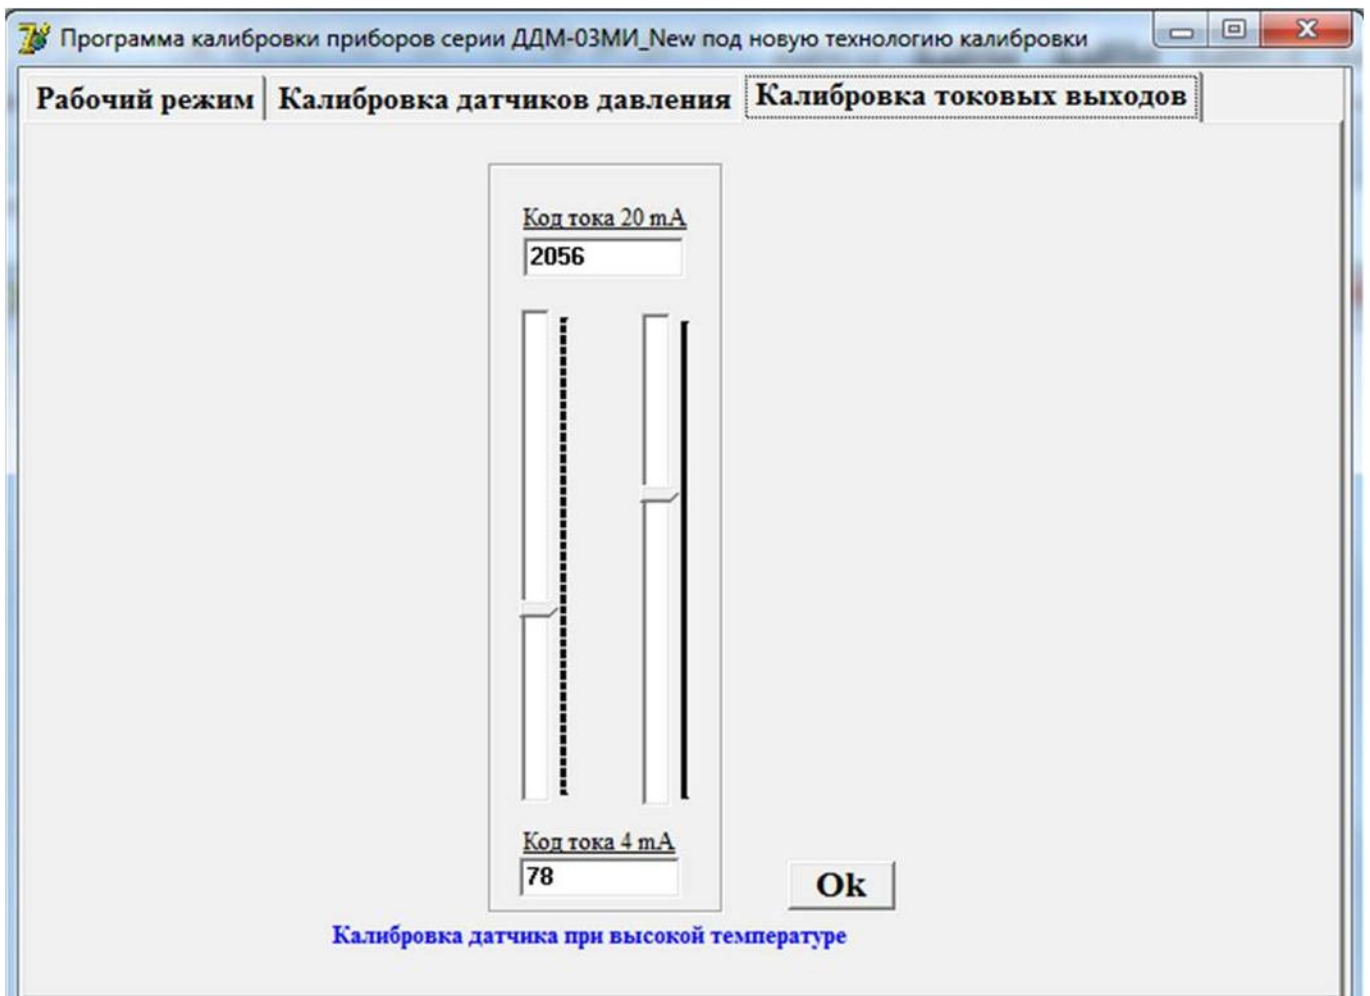 Программа калибровки приборов серии ДДМ-03МИ_New под новую технологию калибровки
Рабочий режим Калибровка датчиков давления Калибровка токовых выходов
Код тока 20 mA
2056
Код тока 4 mA
78
Ok
Калибровка датчика при высокой температуре